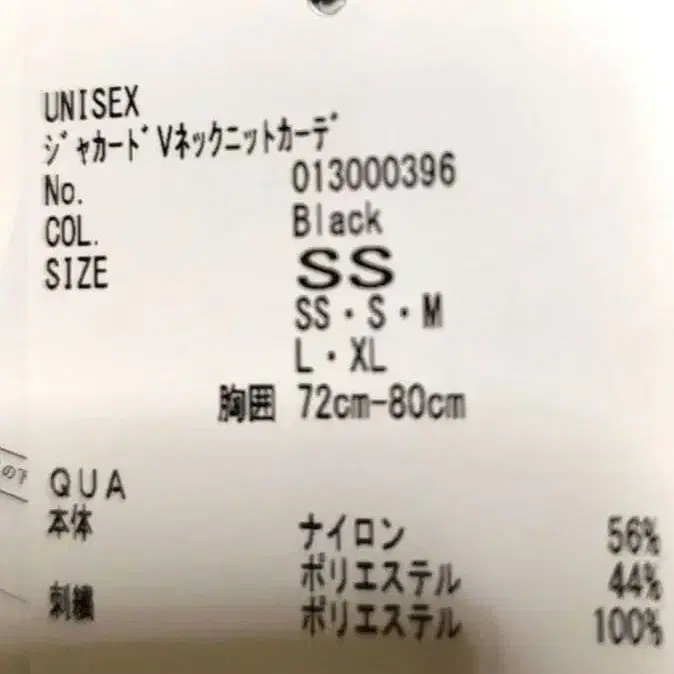 UNISEX
ジャカードVネックニットカーデ
No. 013000396
COL. Black
SIZE SS
SS・S・M
L・XL
胸囲 72cm-80cm
の下
QUA
本体 ナイロン 56%
ポリエステル 44%
刺繍 ポリエステル 100%